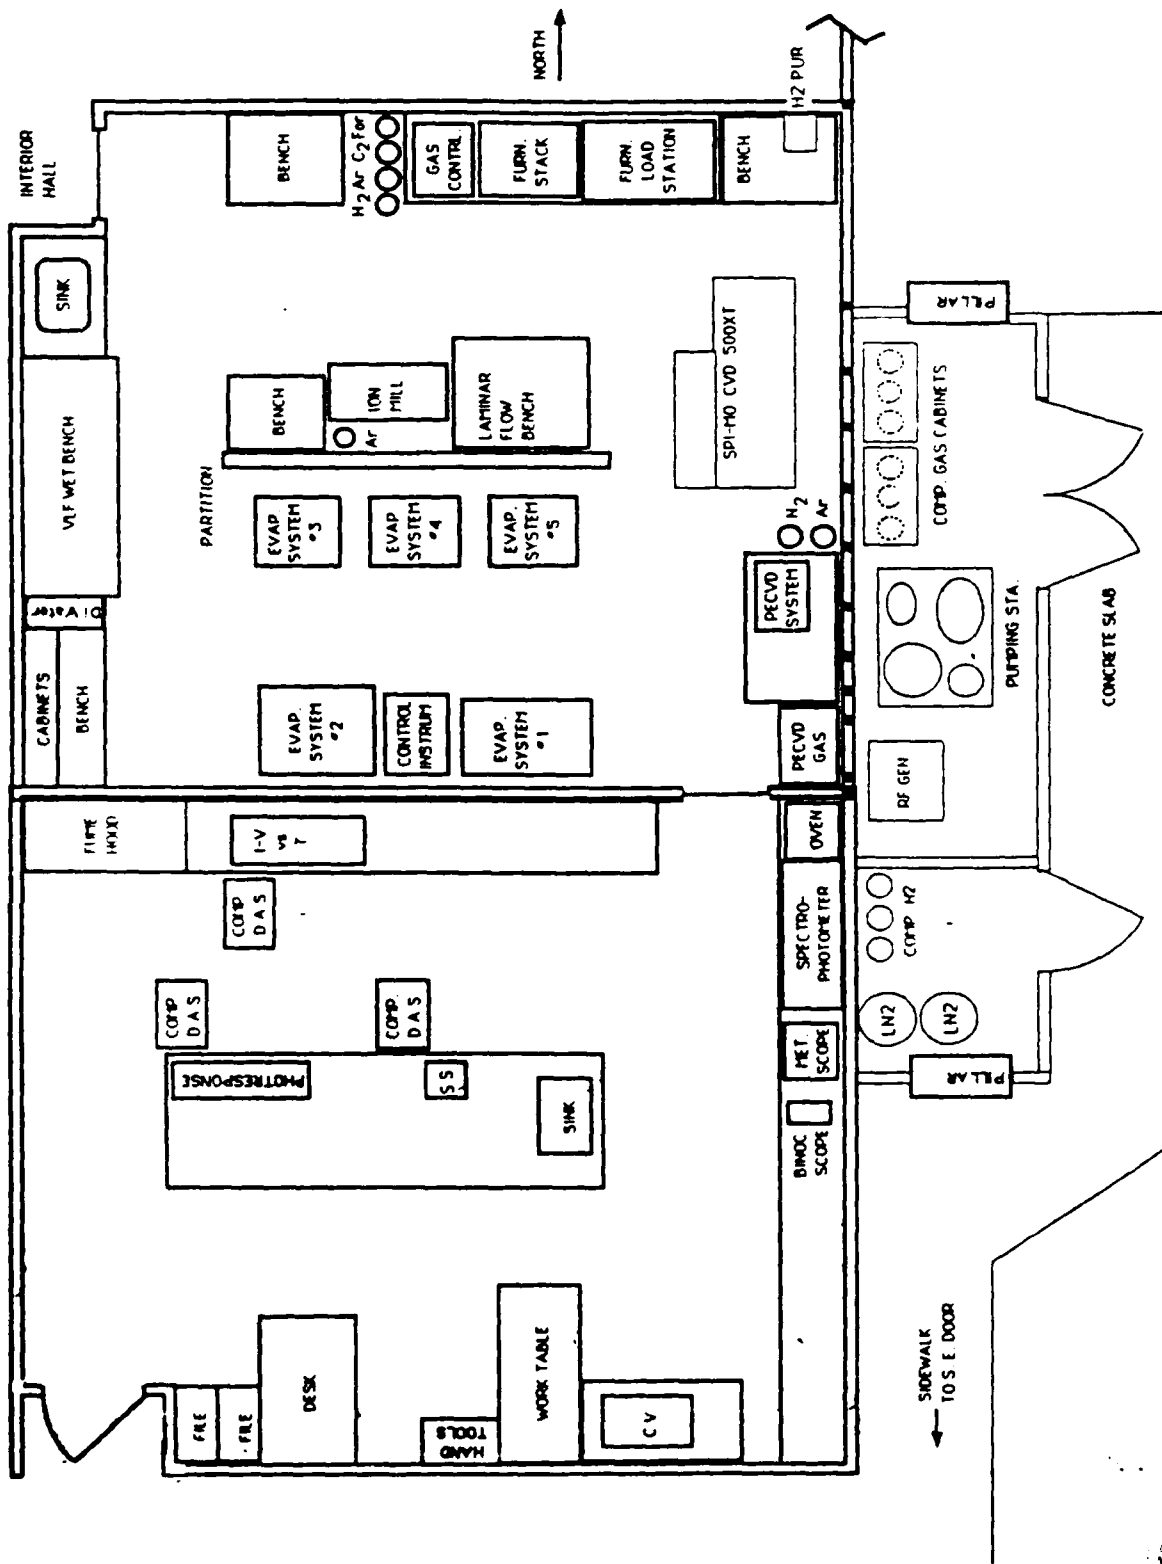 INTERIOR
HALL
NORTH
SINK
VLF WET BENCH
Di Water
CABINETS
BENCH
BENCH
H2 Ar C2 For
GAS
CONTRL.
FURN.
STACK
FURN.
LOAD
STATION
BENCH
H2 PUR
BENCH
ION
MILL
Ar
LAMINAR
FLOW
BENCH
SPI-MO CVD 500XT
PARTITION
EVAP
SYSTEM
#3
EVAP
SYSTEM
#4
EVAP.
SYSTEM
#5
N2
Ar
PECVD
SYSTEM
EVAP.
SYSTEM
#2
CONTROL
INSTRUM
EVAP.
SYSTEM
#1
PECVD
GAS
PILLAR
COMP. GAS CABINETS
PUMPING STA.
CONCRETE SLAB
RF GEN
FUME
HOOD
I-V
vs
T
COMP
DAS
COMP
DAS
COMP.
DAS
PHOTRESPONSE
SS
SINK
OVEN
SPECTRO-
PHOTOMETER
MET.
SCOPE
BINOC
SCOPE
COMP H2
LN2
LN2
PILLAR
FILE
FILE
DESK
HAND
TOOLS
WORK TABLE
CV
SIDEWALK
TO S.E. DOOR